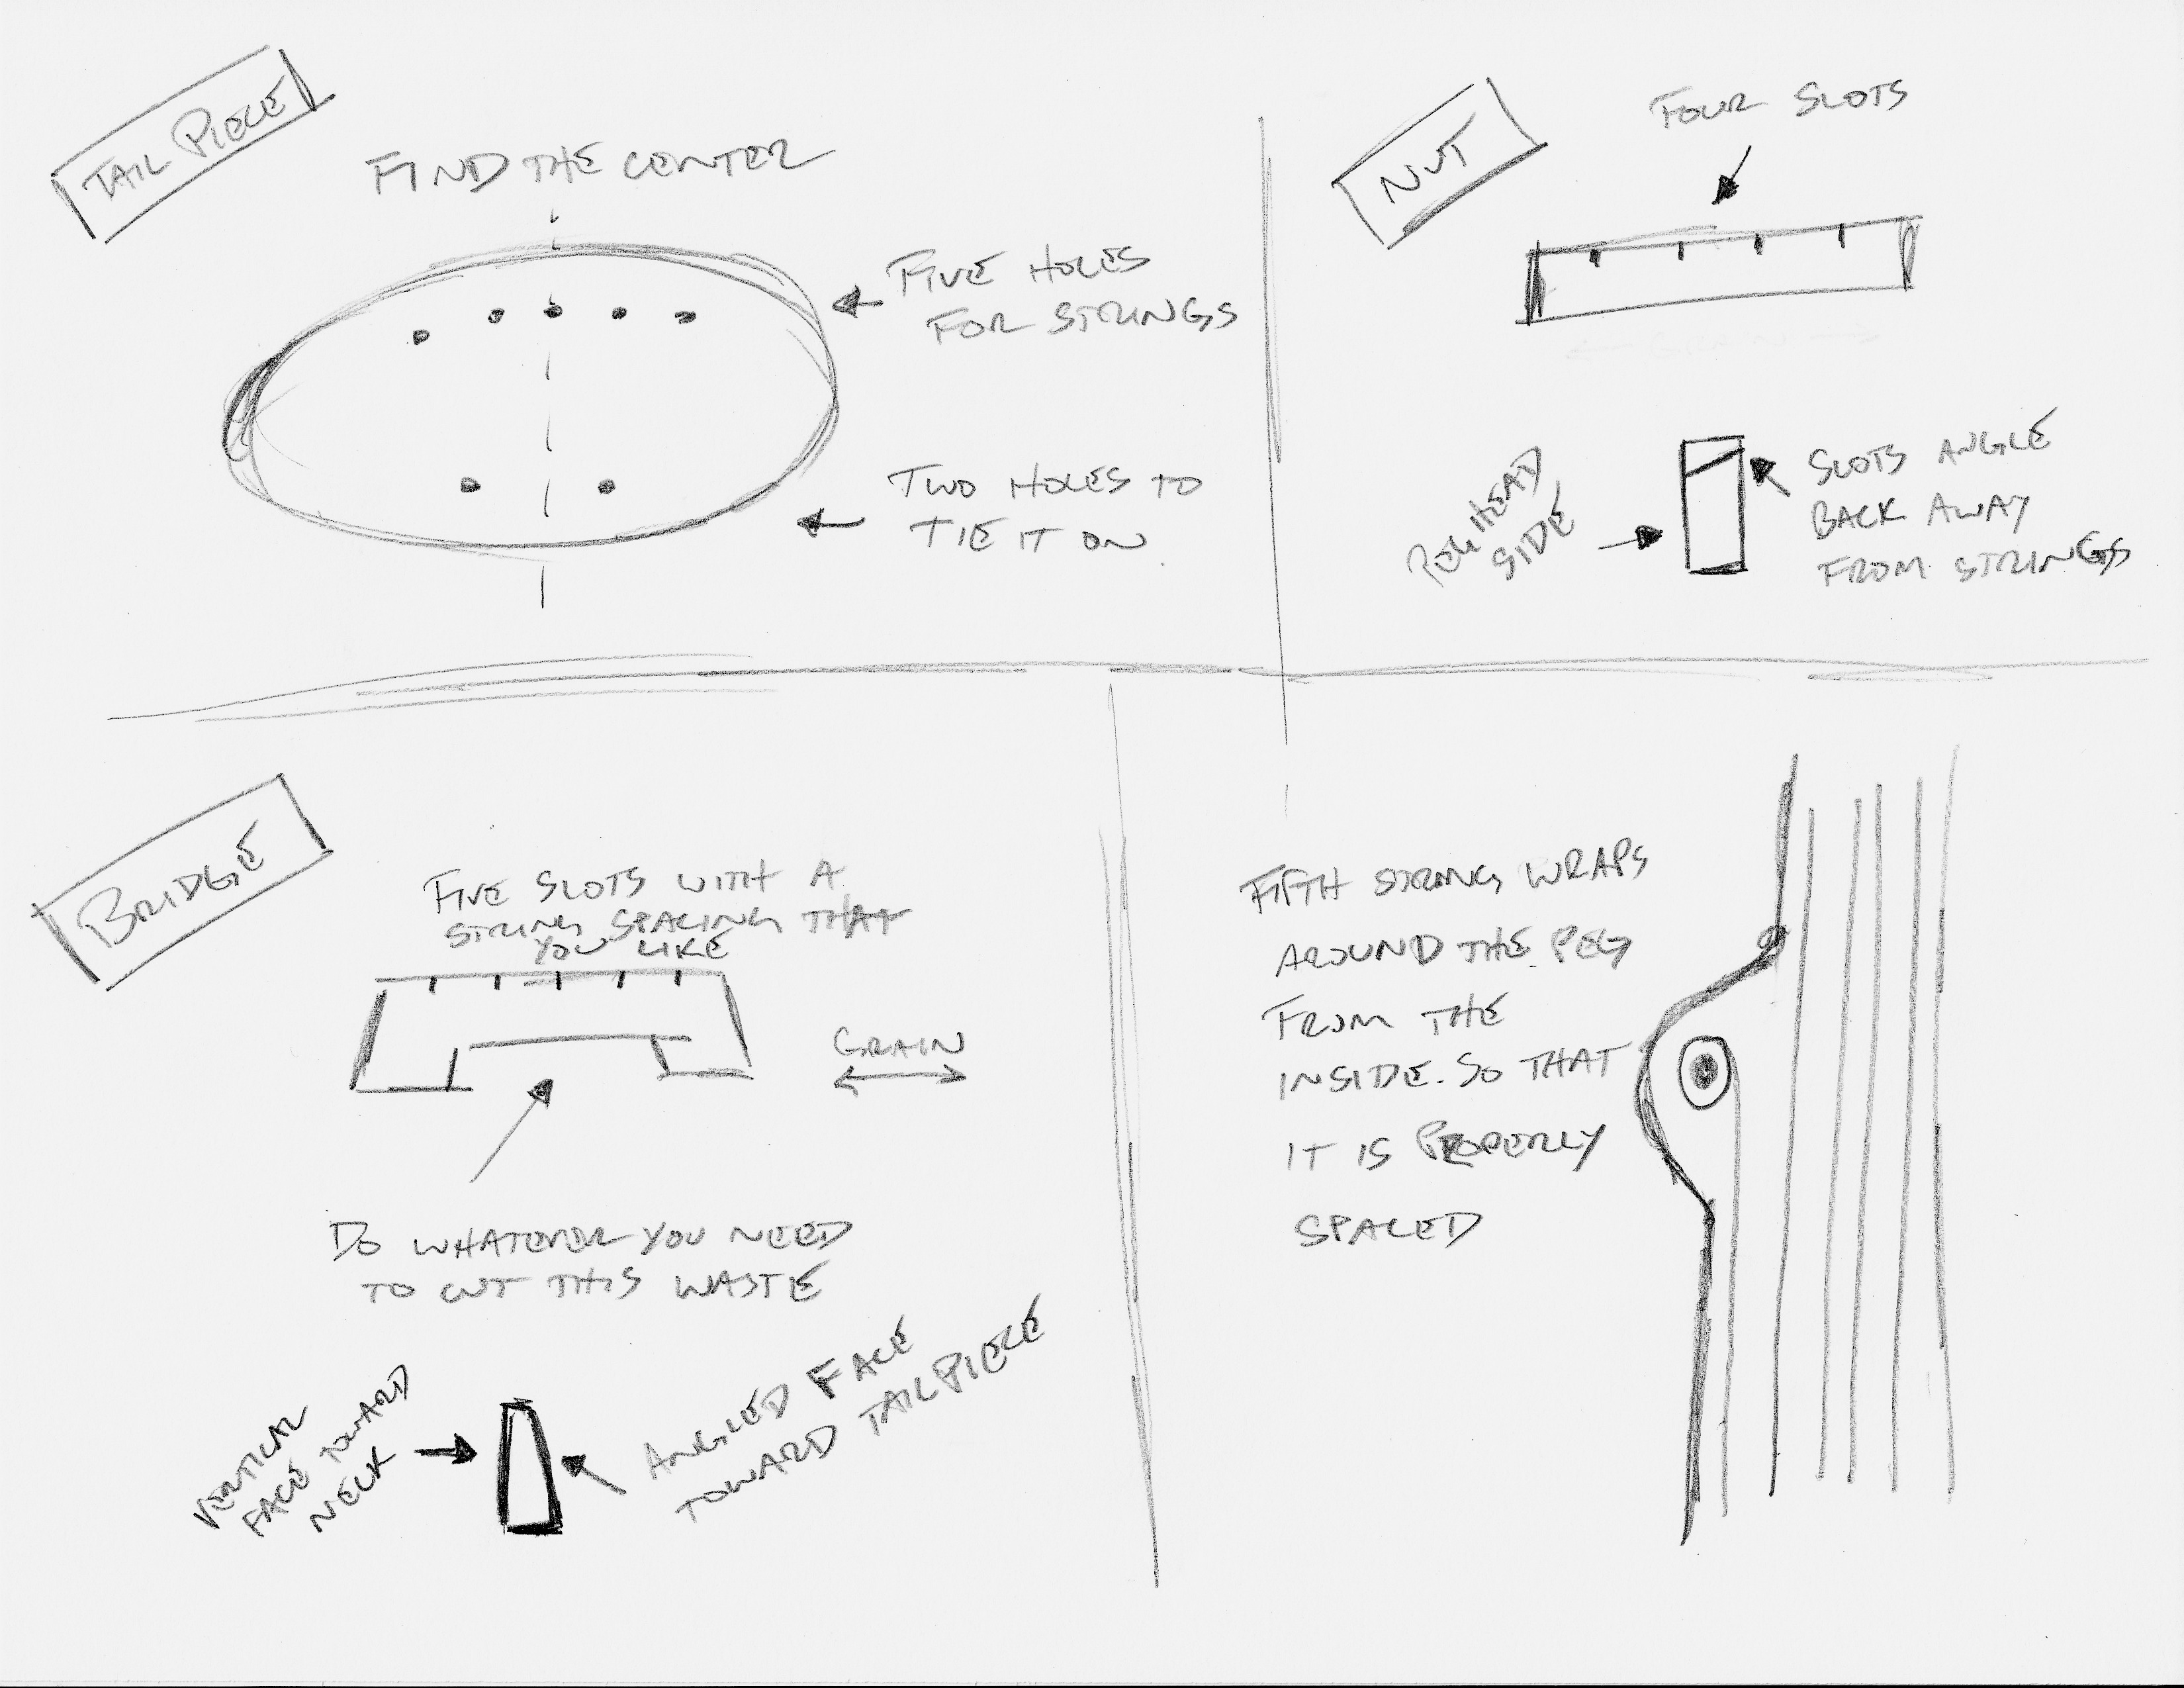 TAIL PIECE
FIND THE CENTER
FIVE HOLES
FOR STRINGS
TWO HOLES TO
TIE IT ON
NUT
FOUR SLOTS
PEG HEAD
SIDE
SLOTS ANGLE
BACK AWAY
FROM STRINGS
BRIDGE
FIVE SLOTS WITH A
STRING SPACING THAT
YOU LIKE
GRAIN
DO WHATEVER YOU NEED
TO CUT THIS WASTE
VERTICAL
FACE TOWARD
NECK
ANGLED FACE
TOWARD TAILPIECE
FIFTH STRING WRAPS
AROUND THE PEG
FROM THE
INSIDE. SO THAT
IT IS PROPERLY
SPACED